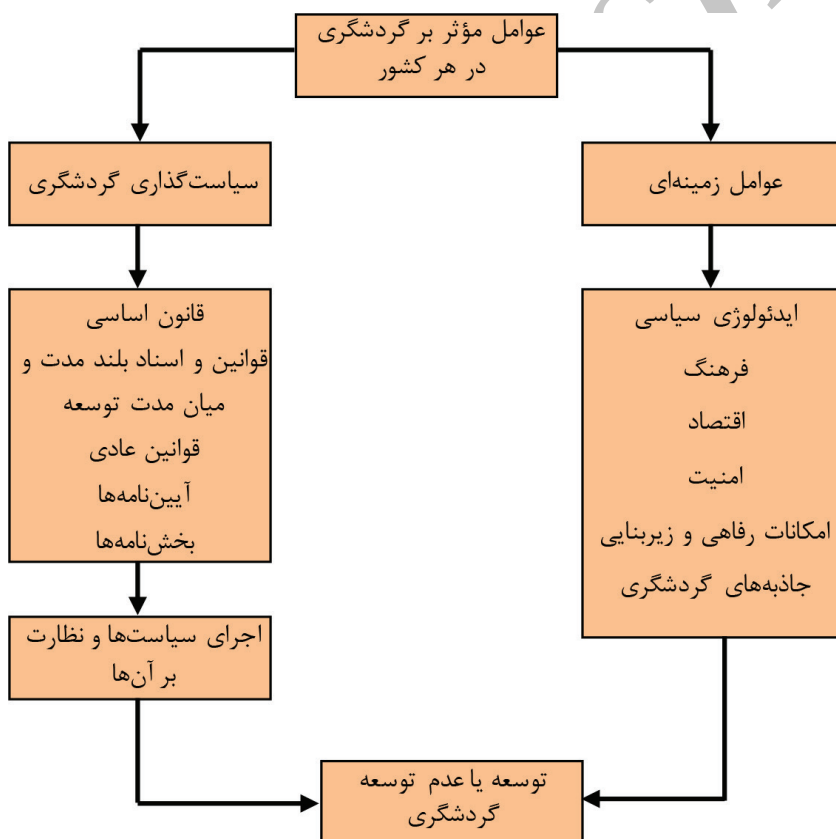 عوامل مؤثر بر گردشگری
در هر کشور
عوامل زمینه‌ای
سیاست‌گذاری گردشگری
ایدئولوژی سیاسی
فرهنگ
اقتصاد
امنیت
امکانات رفاهی و زیربنایی
جاذبه‌های گردشگری
قانون اساسی
قوانین و اسناد بلند مدت و
میان مدت توسعه
قوانین عادی
آیین‌نامه‌ها
بخش‌نامه‌ها
اجرای سیاست‌ها و نظارت
بر آن‌ها
توسعه یا عدم توسعه
گردشگری